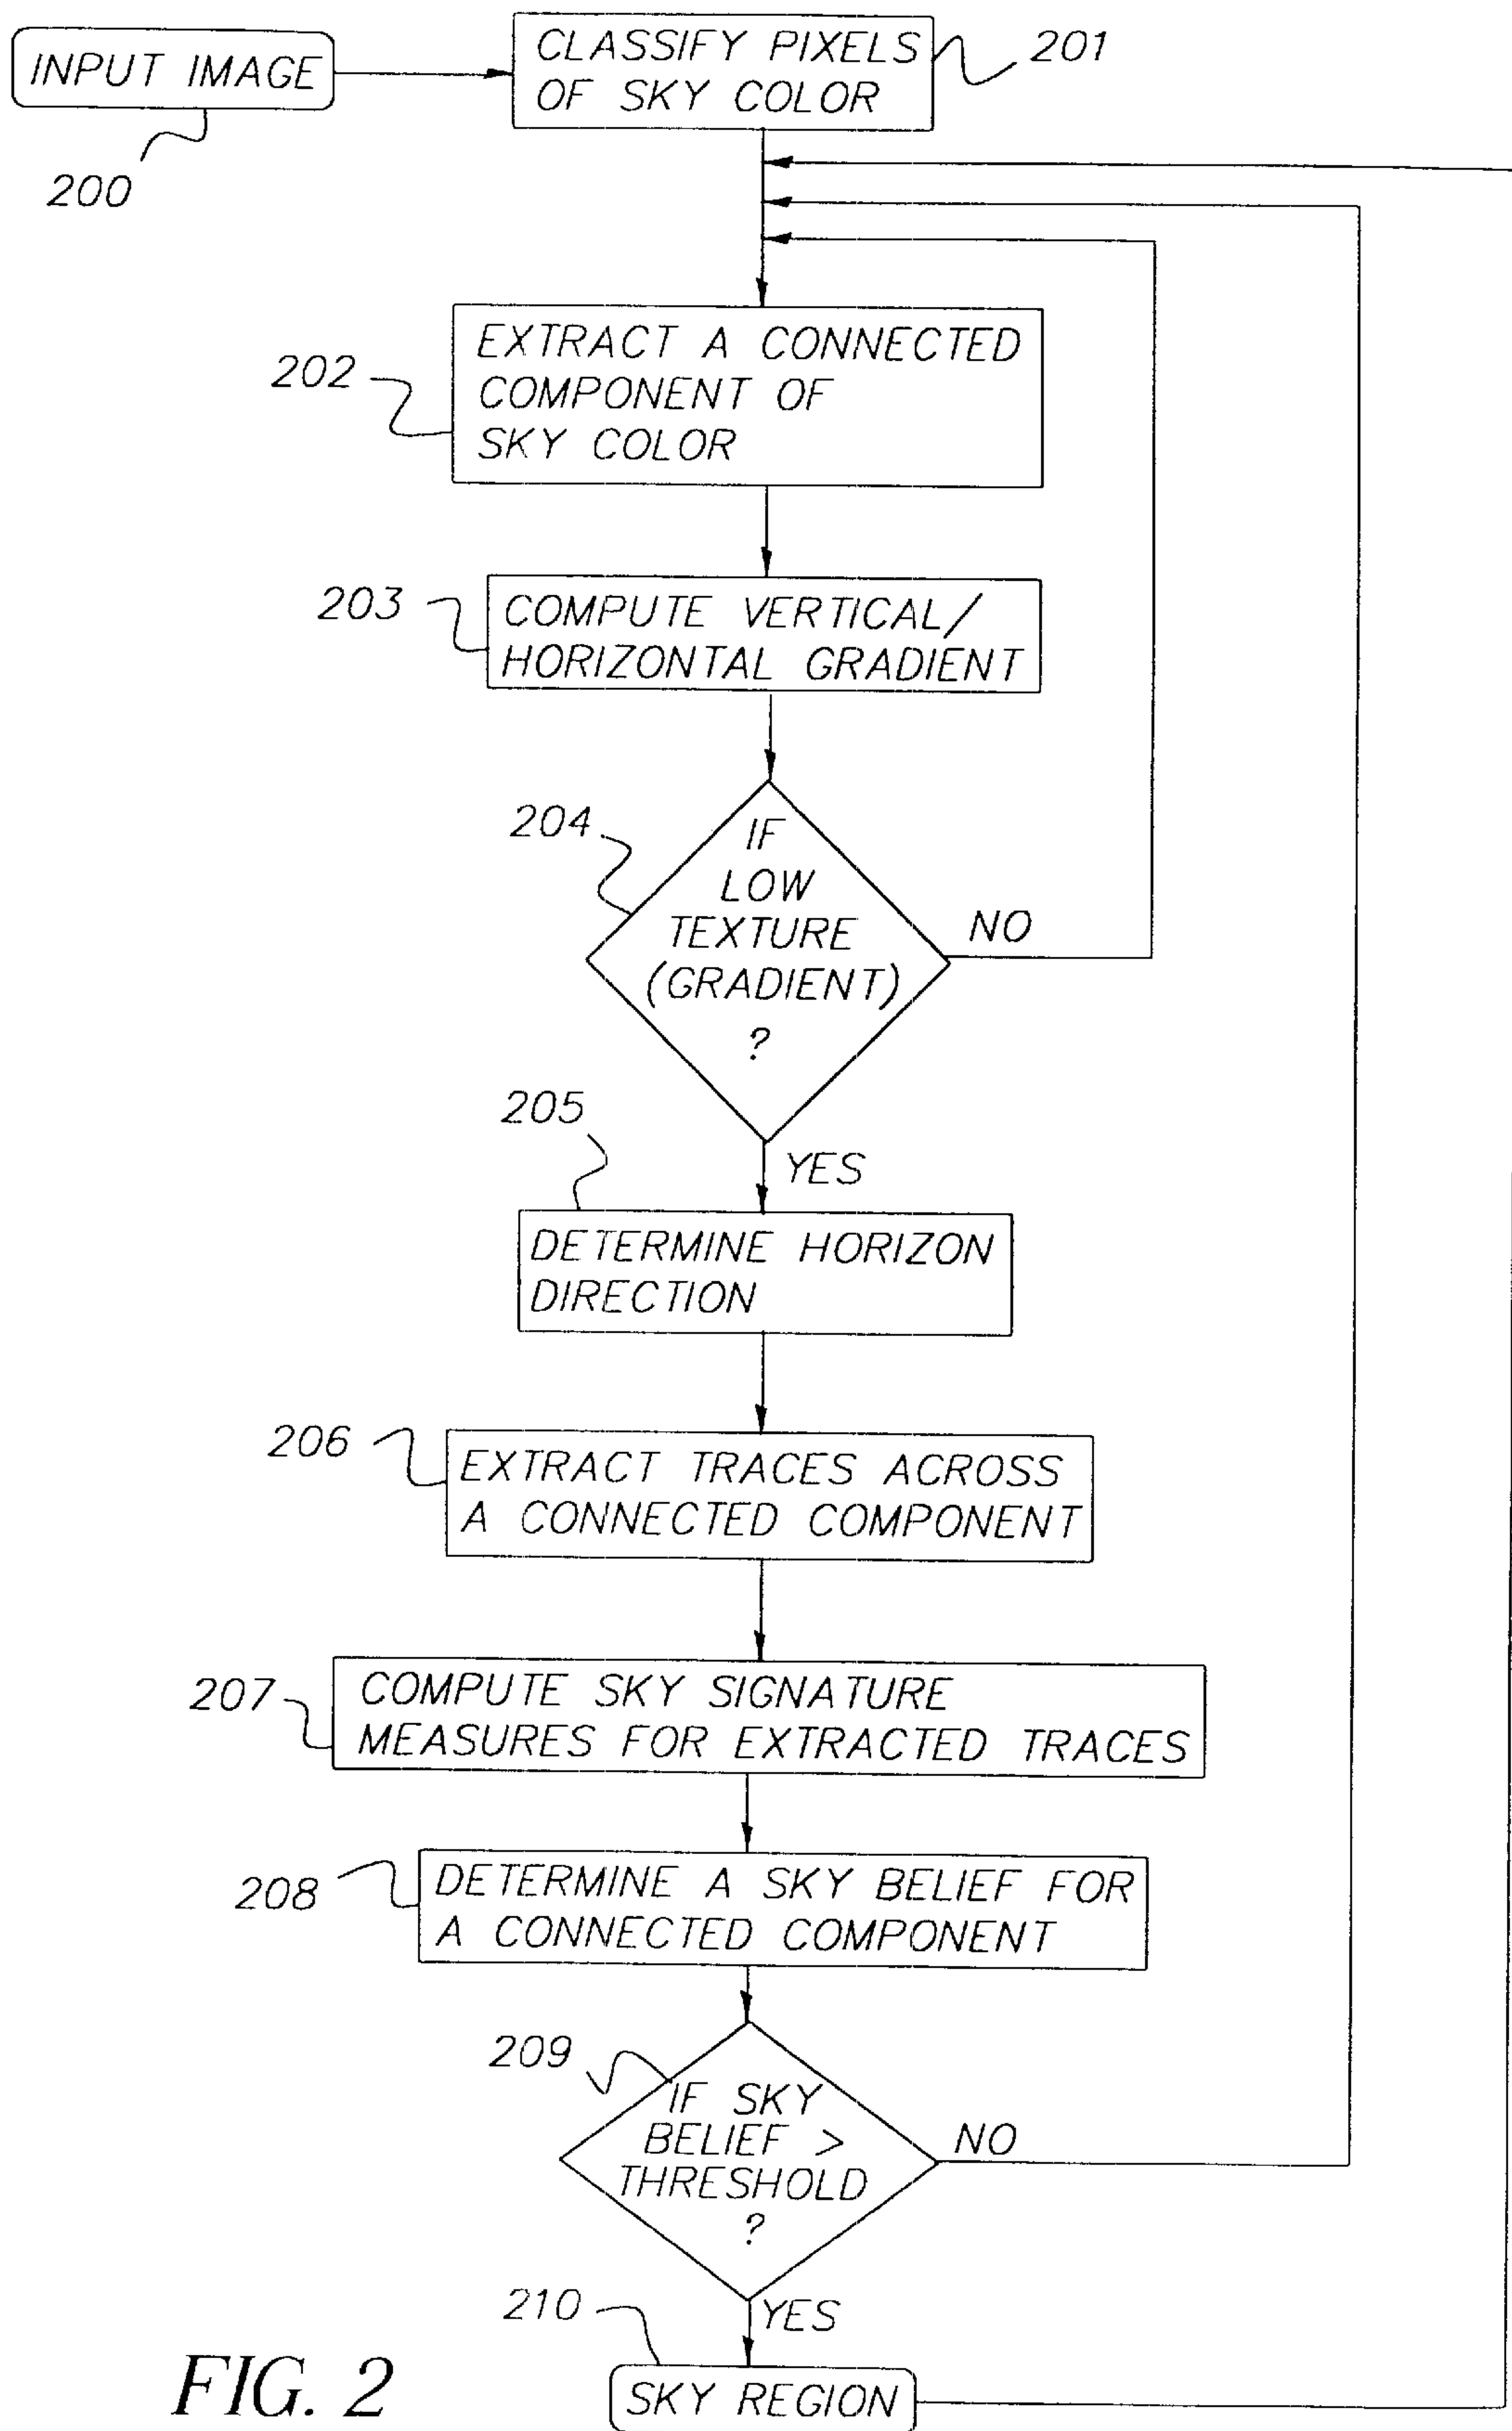 INPUT IMAGE
200
CLASSIFY PIXELS
OF SKY COLOR
201
EXTRACT A CONNECTED
COMPONENT OF
SKY COLOR
202
COMPUTE VERTICAL/
HORIZONTAL GRADIENT
203
IF
LOW
TEXTURE
(GRADIENT)
?
204
NO
YES
205
DETERMINE HORIZON
DIRECTION
206
EXTRACT TRACES ACROSS
A CONNECTED COMPONENT
207
COMPUTE SKY SIGNATURE
MEASURES FOR EXTRACTED TRACES
208
DETERMINE A SKY BELIEF FOR
A CONNECTED COMPONENT
209
IF SKY
BELIEF >
THRESHOLD
?
NO
YES
210
SKY REGION
FIG. 2